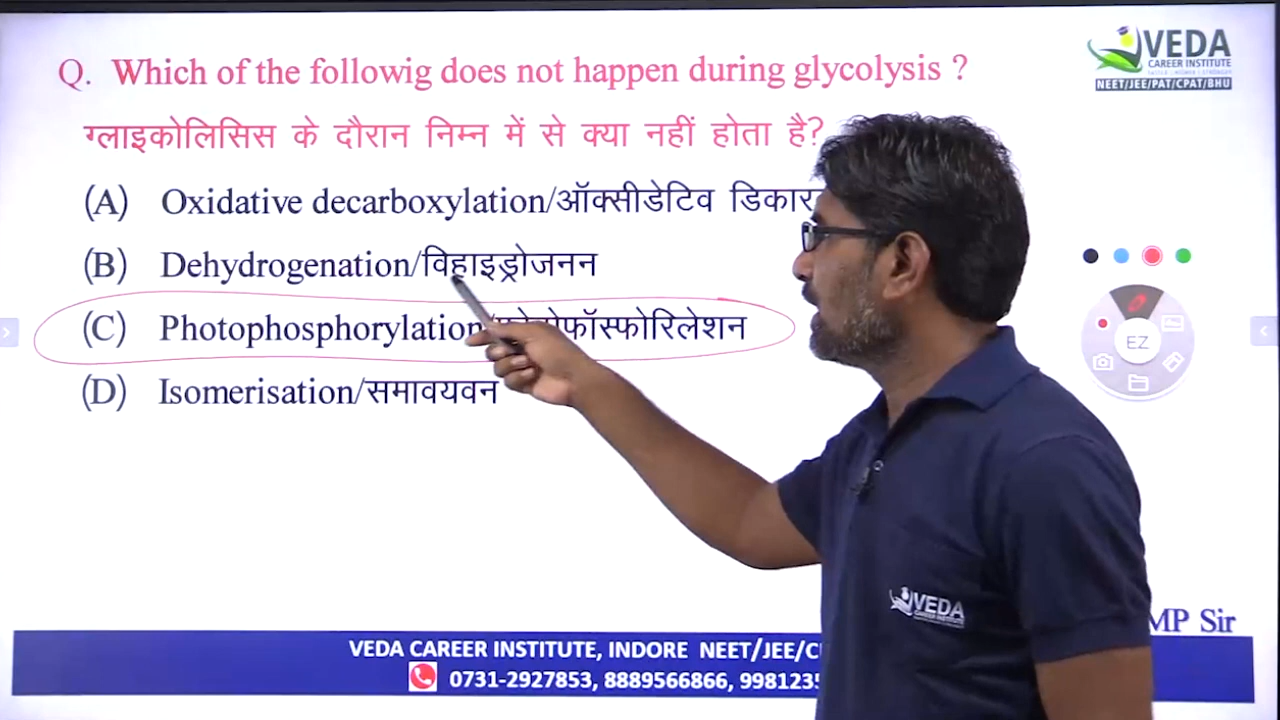 Q. Which of the followig does not happen during glycolysis ?
ग्लाइकोलिसिस के दौरान निम्न में से क्या नहीं होता है?
(A) Oxidative decarboxylation/ऑक्सीडेटिव
(B) Dehydrogenation/विहाइड्रोजनन
(C) Photophosphorylation
(D) Isomerisation/समावयवन
VEDA
CAREER INSTITUTE
NEET/JEE/PAT/CPAT/BHU
EZ
VEDA
CAREER INSTITUTE
MP Sir
VEDA CAREER INSTITUTE, INDORE NEET/JEE/
0731-2927853, 8889566866,